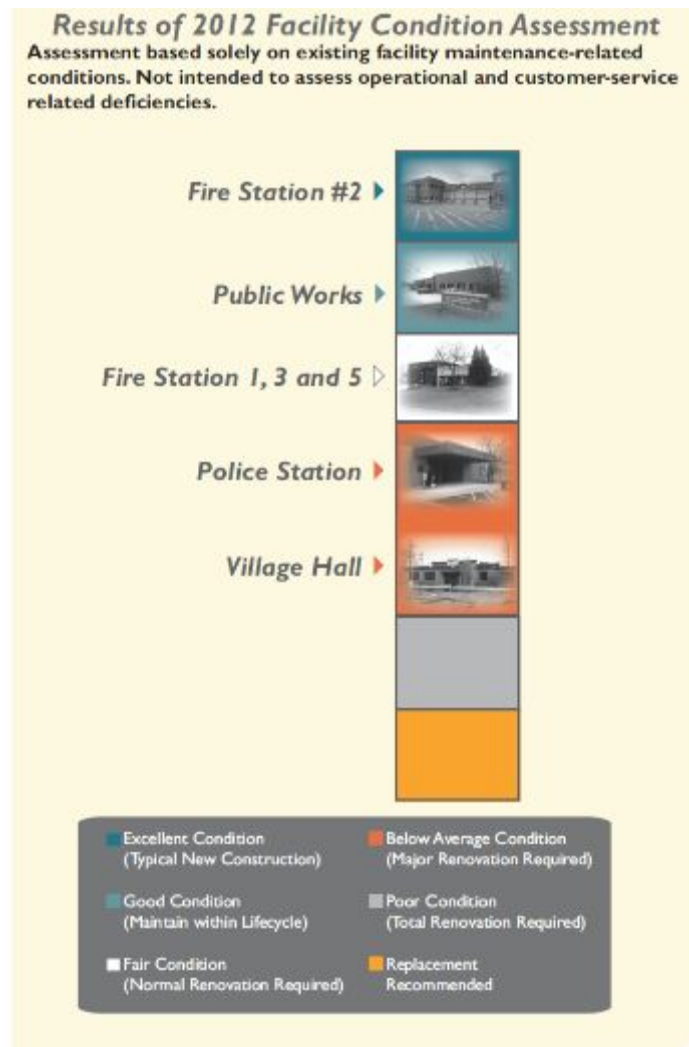 Results of 2012 Facility Condition Assessment
Assessment based solely on existing facility maintenance-related
conditions. Not intended to assess operational and customer-service
related deficiencies.
Fire Station #2
Public Works
Fire Station 1, 3 and 5
Police Station
Village Hall
Excellent Condition
(Typical New Construction)
Good Condition
(Maintain within Lifecycle)
Fair Condition
(Normal Renovation Required)
Below Average Condition
(Major Renovation Required)
Poor Condition
(Total Renovation Required)
Replacement
Recommended